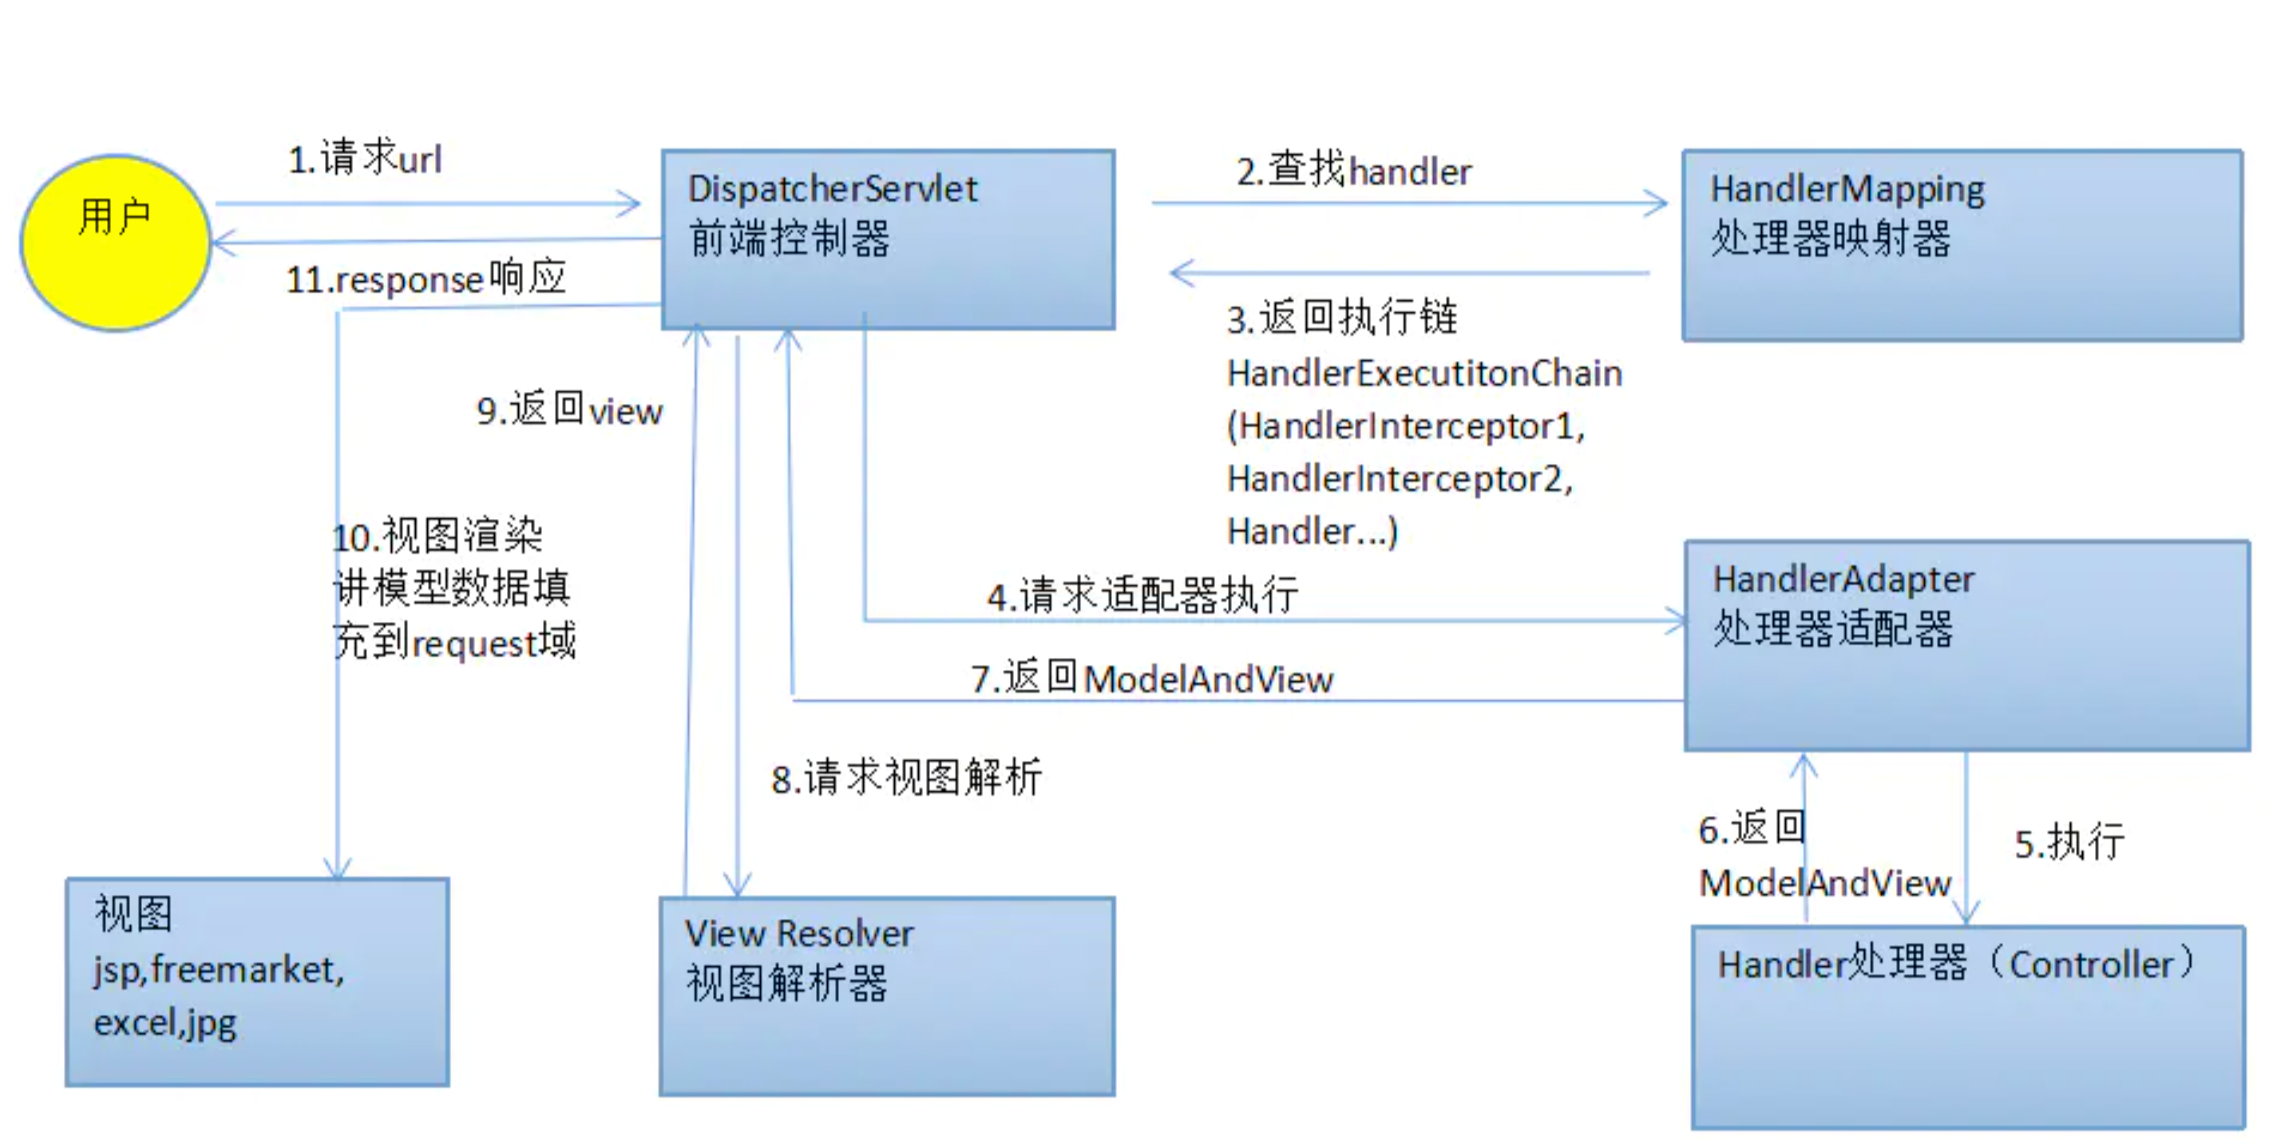 用户
1.请求url
11.response响应
DispatcherServlet
前端控制器
2.查找handler
HandlerMapping
处理器映射器
3.返回执行链
HandlerExecutitonChain
(HandlerInterceptor1,
HandlerInterceptor2,
Handler...)
9.返回view
10.视图渲染
讲模型数据填
充到request域
4.请求适配器执行
HandlerAdapter
处理器适配器
7.返回ModelAndView
8.请求视图解析
6.返回
ModelAndView
5.执行
视图
jsp,freemarket,
excel,jpg
View Resolver
视图解析器
Handler处理器（Controller）